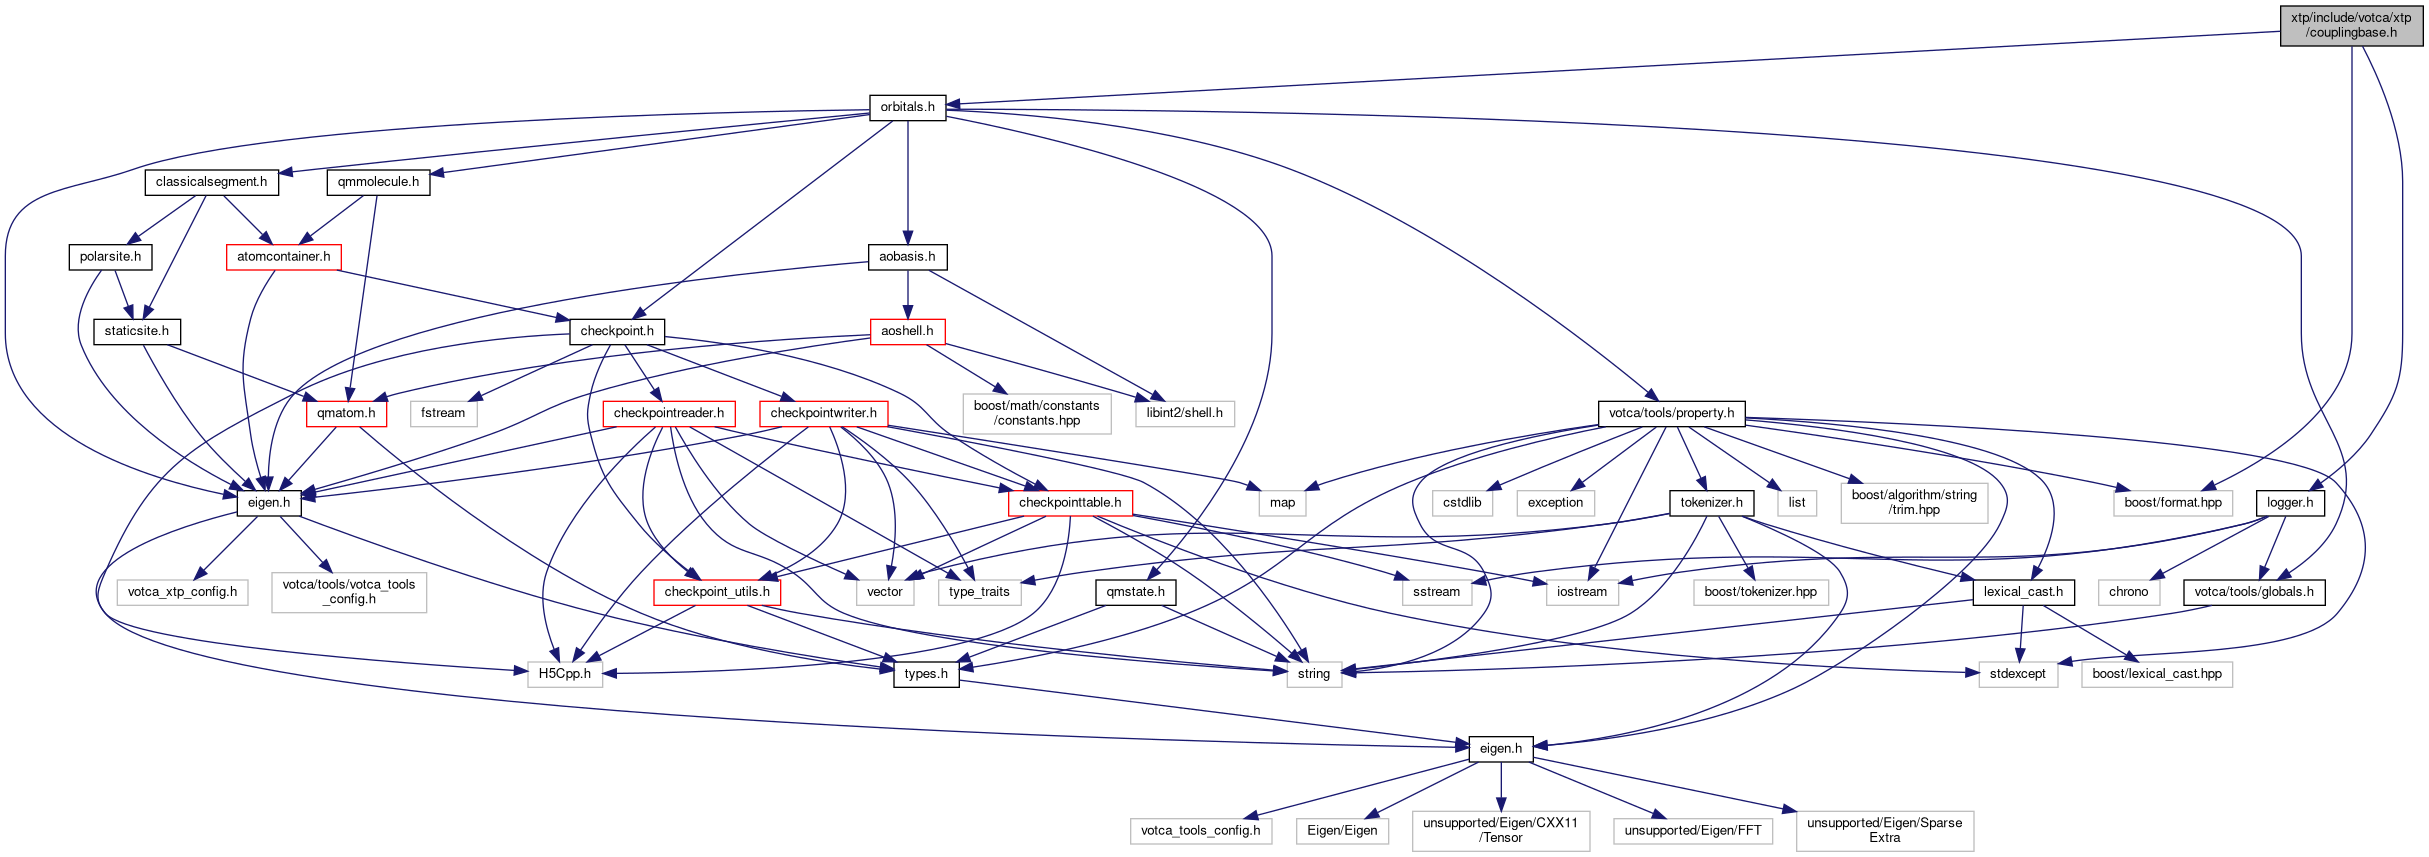 xtp/include/votca/xtp
/couplingbase.h
orbitals.h
classicalsegment.h
qmmolecule.h
polarsite.h
atomcontainer.h
aobasis.h
staticsite.h
checkpoint.h
aoshell.h
qmatom.h
fstream
checkpointreader.h
checkpointwriter.h
boost/math/constants
/constants.hpp
libint2/shell.h
votca/tools/property.h
eigen.h
checkpointtable.h
map
cstdlib
exception
tokenizer.h
list
boost/algorithm/string
/trim.hpp
boost/format.hpp
logger.h
votca_xtp_config.h
votca/tools/votca_tools
_config.h
checkpoint_utils.h
vector
type_traits
qmstate.h
sstream
iostream
boost/tokenizer.hpp
lexical_cast.h
chrono
votca/tools/globals.h
H5Cpp.h
types.h
string
stdexcept
boost/lexical_cast.hpp
eigen.h
votca_tools_config.h
Eigen/Eigen
unsupported/Eigen/CXX11
/Tensor
unsupported/Eigen/FFT
unsupported/Eigen/Sparse
Extra